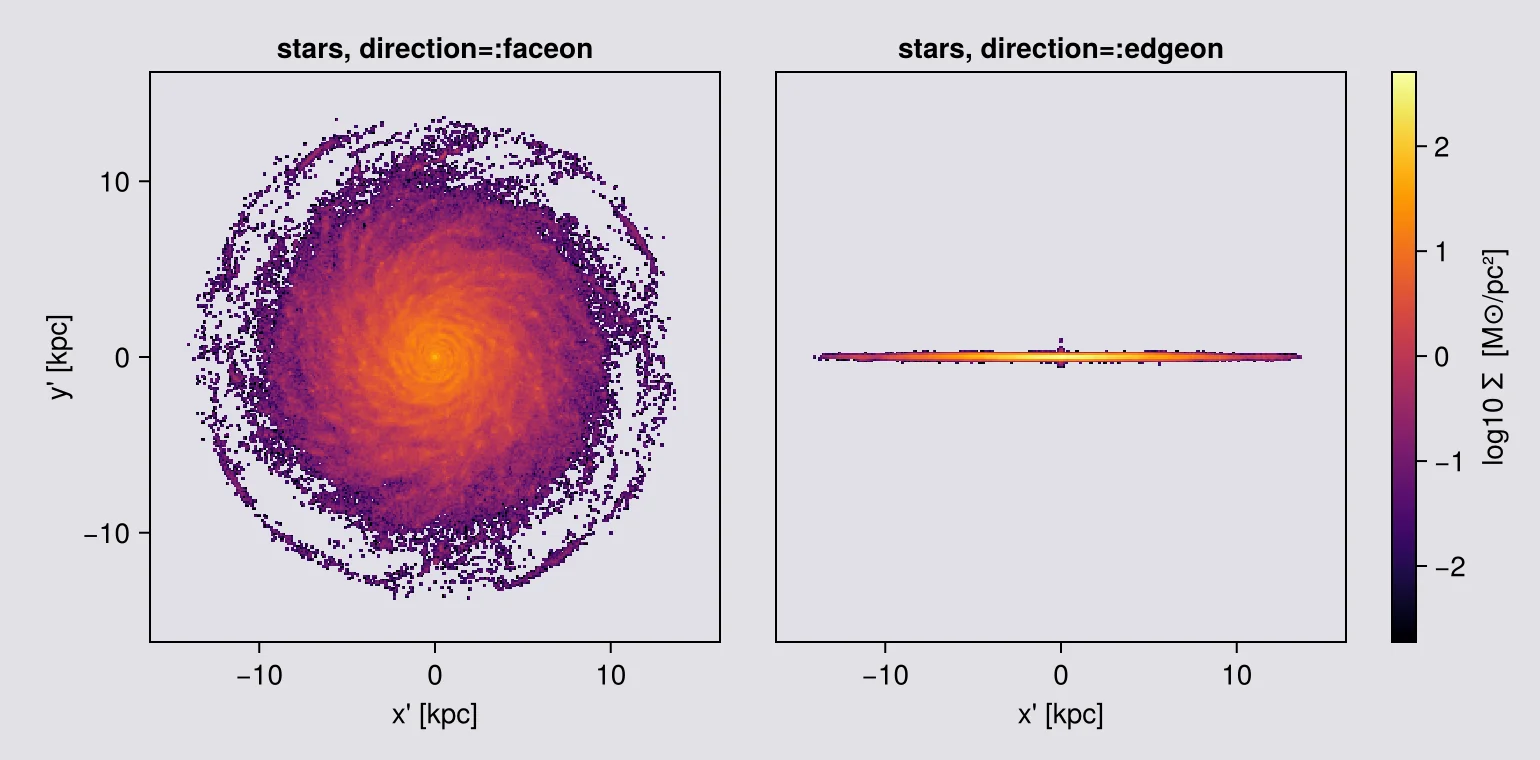 stars, direction=:faceon
stars, direction=:edgeon
10
0
−10
y' [kpc]
−10
0
10
x' [kpc]
−10
0
10
x' [kpc]
2
1
0
−1
−2
log10 Σ [M⊙/pc²]